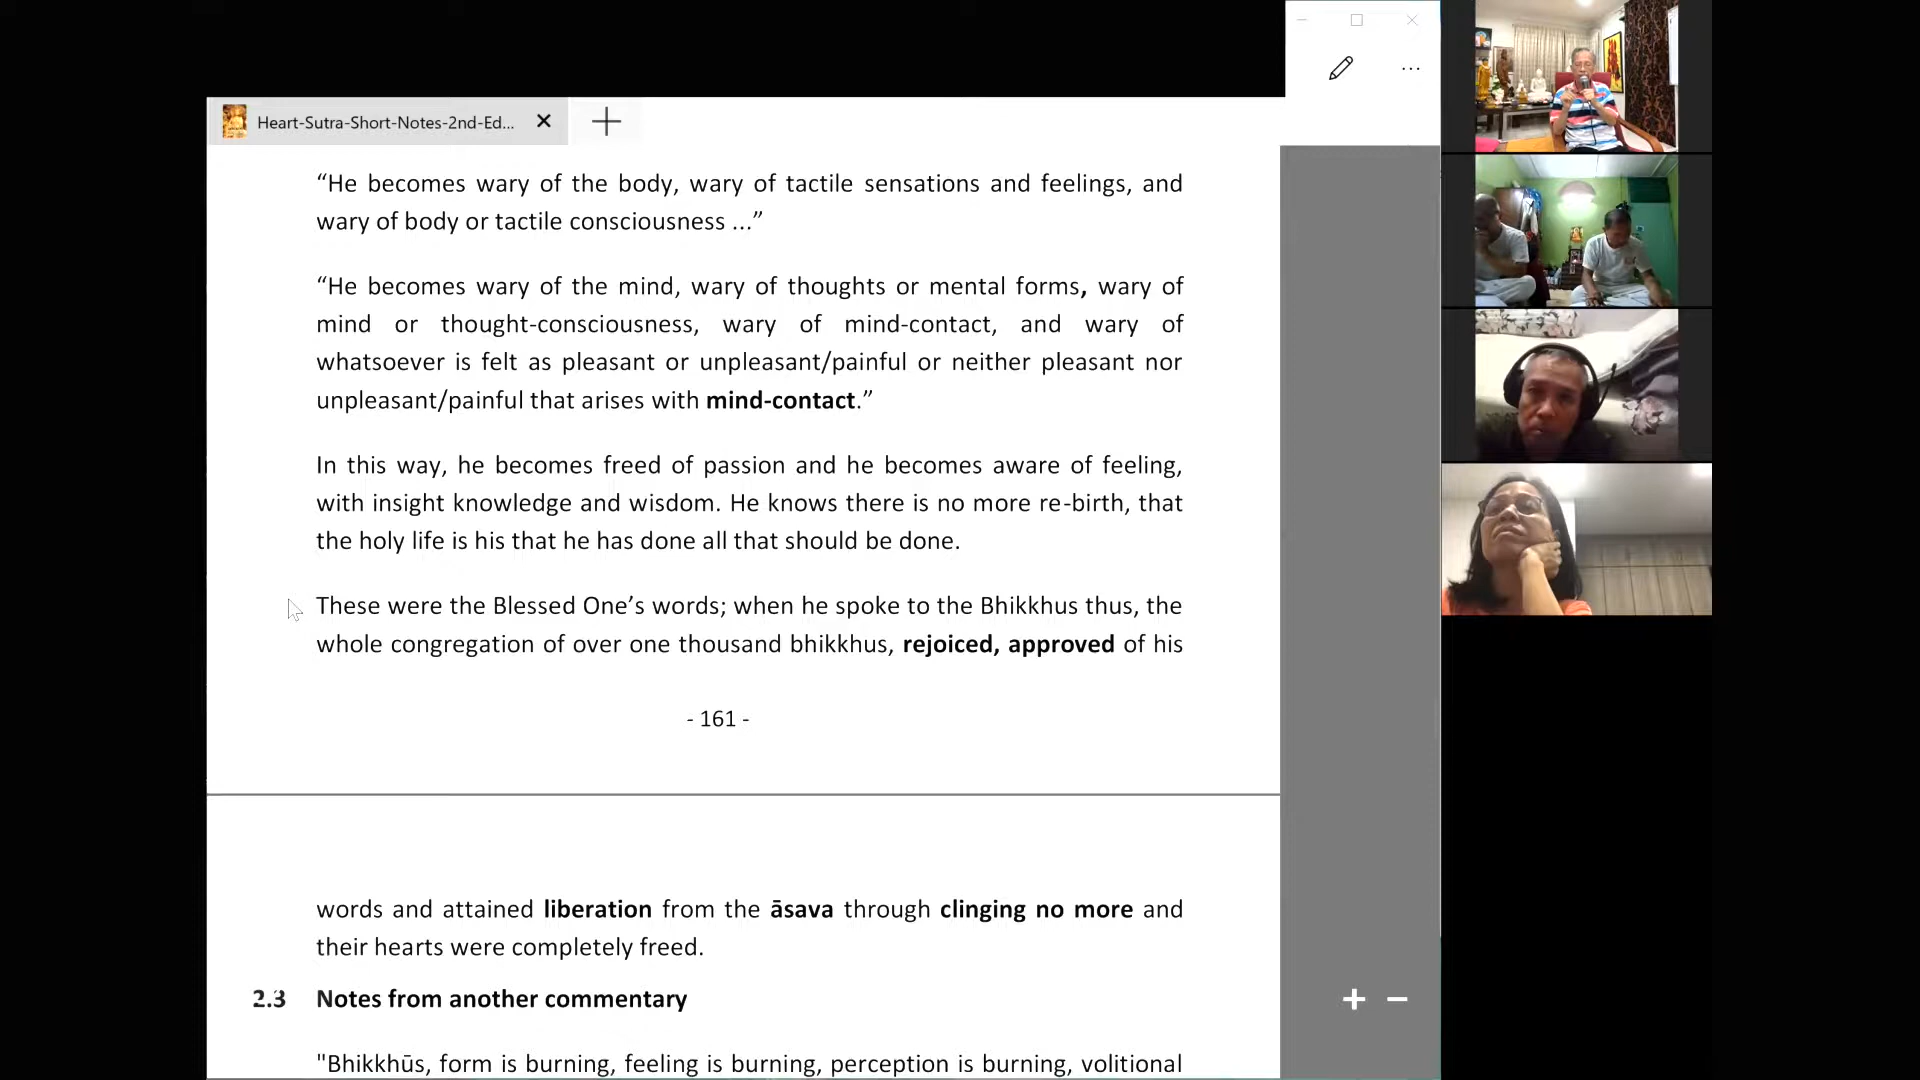 Heart-Sutra-Short-Notes-2nd-Ed...
“He becomes wary of the body, wary of tactile sensations and feelings, and
wary of body or tactile consciousness ...”
“He becomes wary of the mind, wary of thoughts or mental forms, wary of
mind or thought-consciousness, wary of mind-contact, and wary of
whatsoever is felt as pleasant or unpleasant/painful or neither pleasant nor
unpleasant/painful that arises with mind-contact.”
In this way, he becomes freed of passion and he becomes aware of feeling,
with insight knowledge and wisdom. He knows there is no more re-birth, that
the holy life is his that he has done all that should be done.
These were the Blessed One’s words; when he spoke to the Bhikkhus thus, the
whole congregation of over one thousand bhikkhus, rejoiced, approved of his
- 161 -
words and attained liberation from the āsava through clinging no more and
their hearts were completely freed.
2.3 Notes from another commentary
"Bhikkhūs, form is burning, feeling is burning, perception is burning, volitional